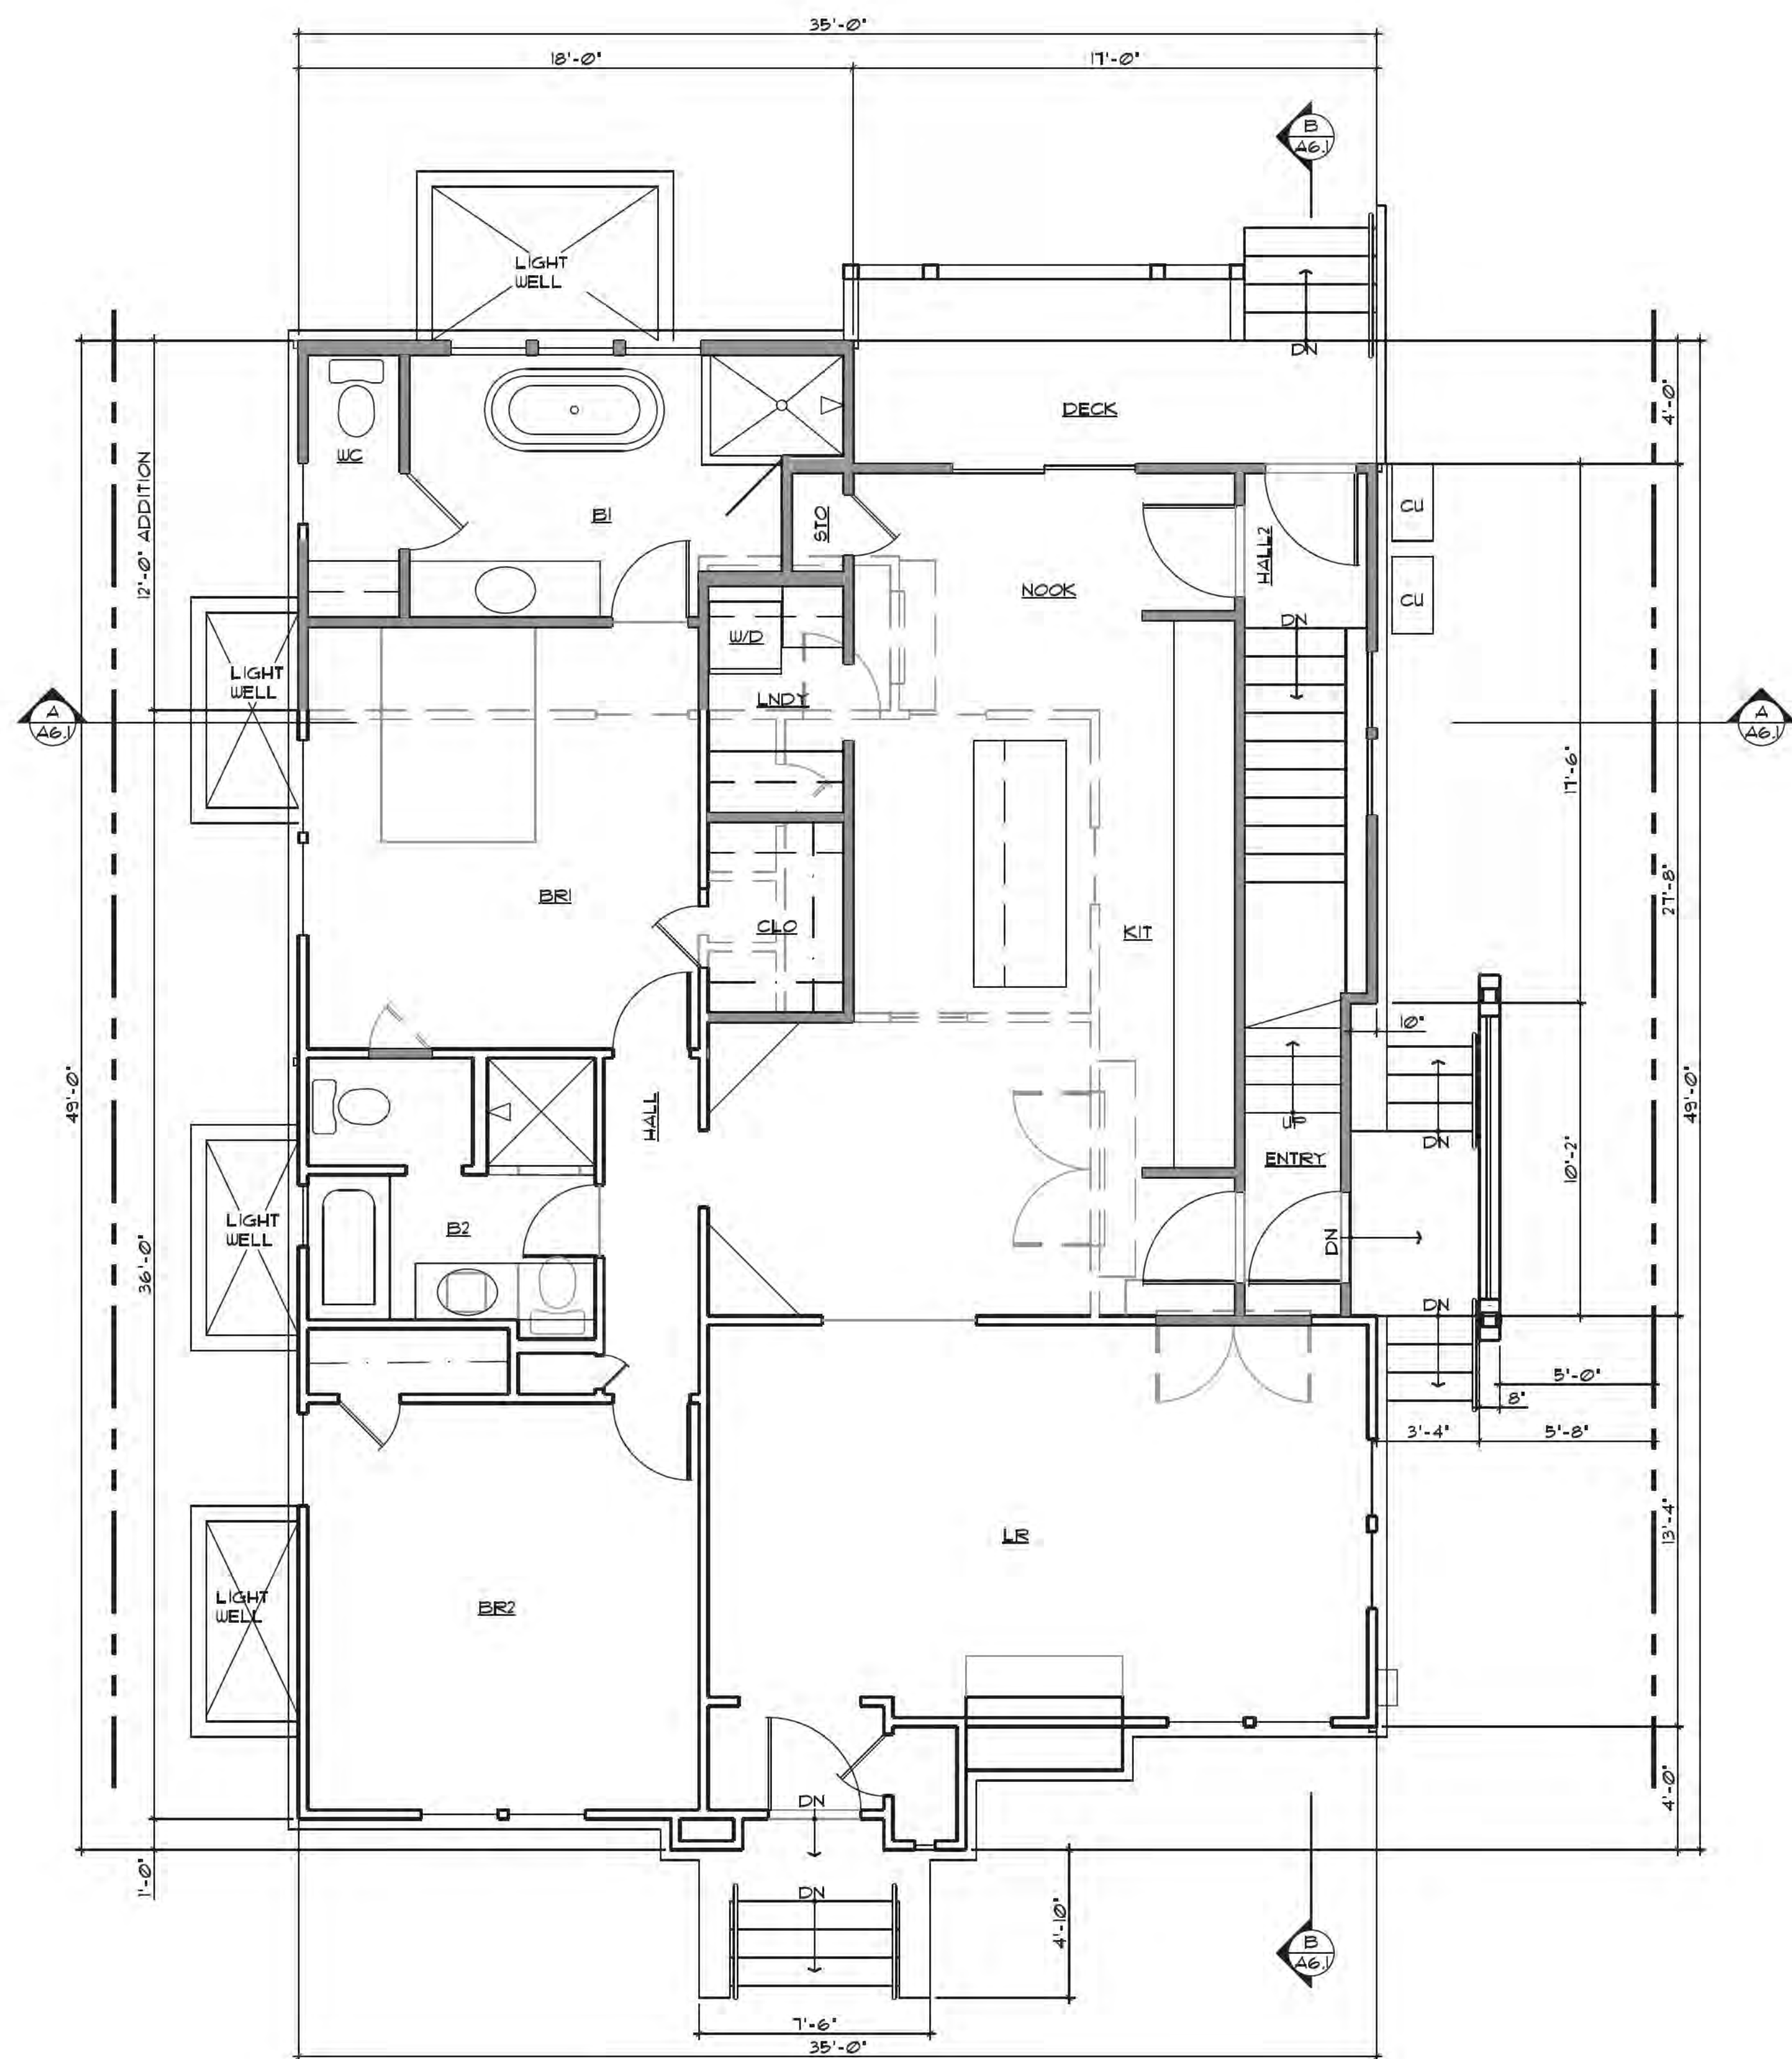 35'-0"
18'-0"
17'-0"
B
A6.1
LIGHT
WELL
DN
DECK
4'-0"
WC
12'-0" ADDITION
B1
STO
HALL2
CU
NOOK
CU
DN
W/D
LIGHT
WELL
LNDY
A
A6.1
A
A6.1
17'-6"
27'-8"
BR1
CLO
KIT
10"
49'-0"
HALL
49'-0"
UP
DN
ENTRY
10'-2"
LIGHT
WELL
B2
DN
36'-0"
DN
5'-0"
8"
3'-4"
5'-8"
LR
13'-4"
LIGHT
WELL
BR2
DN
4'-0"
1'-0"
DN
4'-10"
B
A6.1
7'-6"
35'-0"